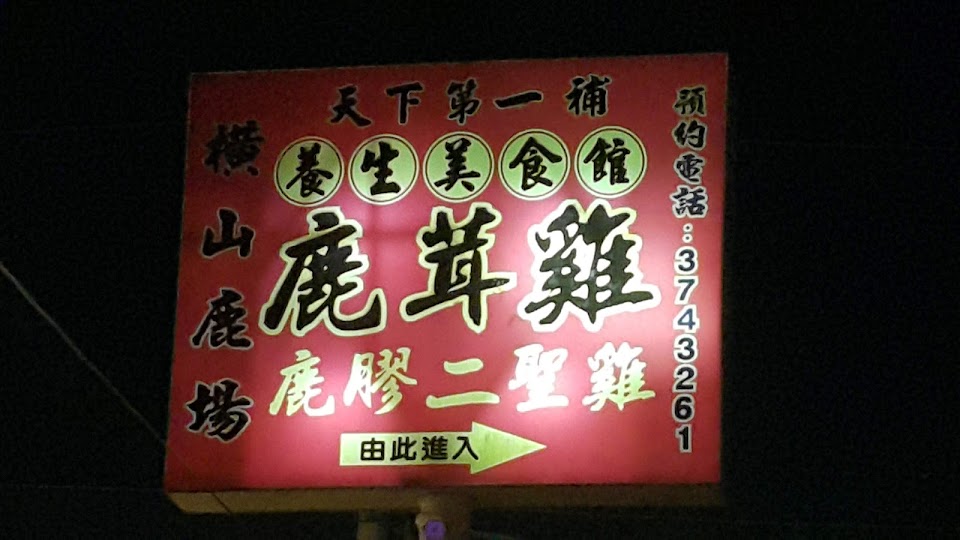 天下第一補
橫山鹿場
養生美食館
鹿茸雞
鹿膠二聖雞
由此進入
預約電話:3743261